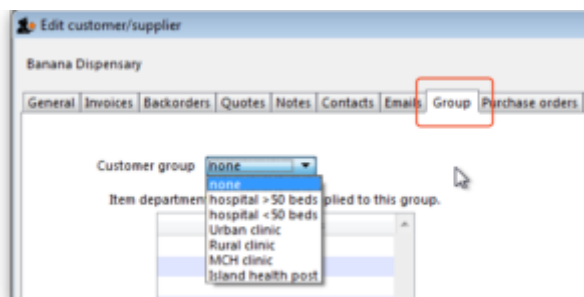 Edit customer/supplier
Banana Dispensary
General Invoices Backorders Quotes Notes Contacts Emails Group Purchase orders
Customer group none
none
Item departmen plied to this group.
hospital >50 beds
hospital <50 beds
Urban clinic
Rural clinic
MCH clinic
Island health post